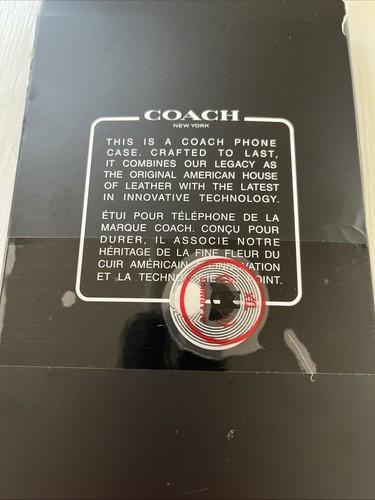 COACH
NEW YORK
THIS IS A COACH PHONE
CASE. CRAFTED TO LAST,
IT COMBINES OUR LEGACY AS
THE ORIGINAL AMERICAN HOUSE
OF LEATHER WITH THE LATEST
IN INNOVATIVE TECHNOLOGY.
ÉTUI POUR TÉLÉPHONE DE LA
MARQUE COACH. CONÇU POUR
DURER, IL ASSOCIE NOTRE
HÉRITAGE DE LA FINE FLEUR DU
CUIR AMÉRICAIN
ET LA